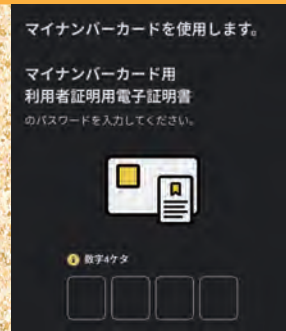 マイナンバーカードを使用します。
マイナンバーカード用
利用者証明用電子証明書
のパスワードを入力してください。
数字4ケタ